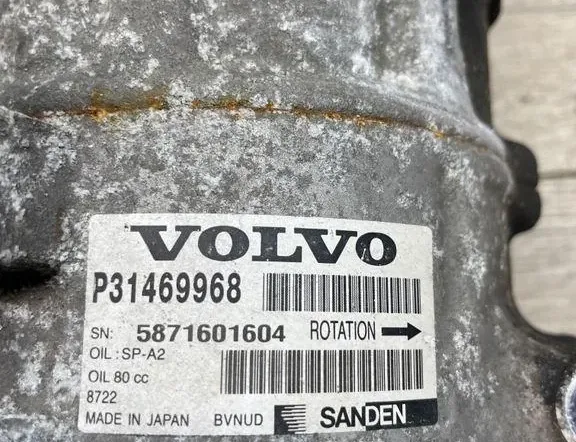 VOLVO
P31469968
SN: 5871601604 ROTATION
OIL : SP-A2
OIL 80 cc
8722
MADE IN JAPAN BVNUD SANDEN